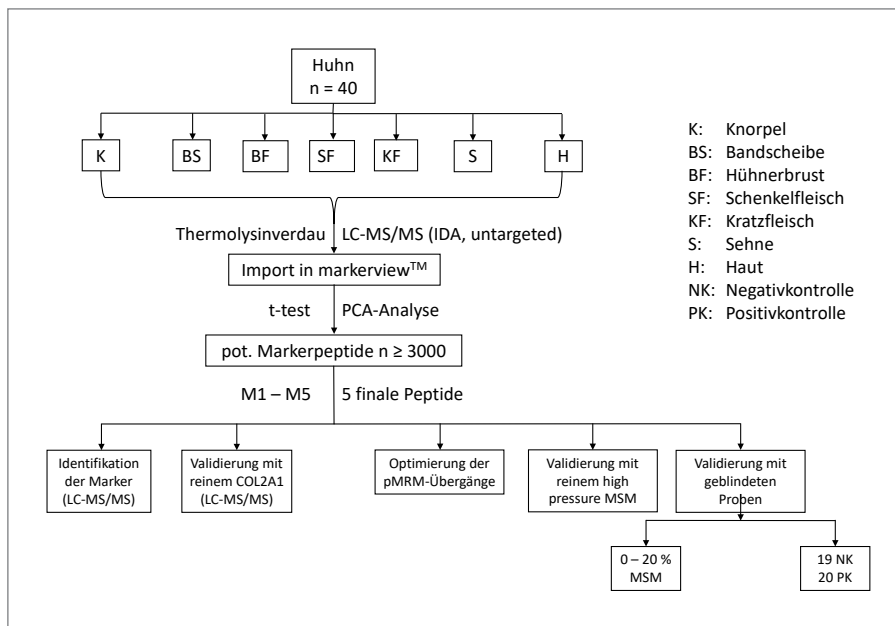 Huhn
n = 40
K BS BF SF KF S H
Thermolysinverdau LC-MS/MS (IDA, untargeted)
Import in markerview™
t-test PCA-Analyse
pot. Markerpeptide n ≥ 3000
M1 – M5 5 finale Peptide
Identifikation
der Marker
(LC-MS/MS)
Validierung mit
reinem COL2A1
(LC-MS/MS)
Optimierung der
pMRM-Übergänge
Validierung mit
reinem high
pressure MSM
Validierung mit
geblindeten
Proben
0 – 20 %
MSM
19 NK
20 PK
K: Knorpel
BS: Bandscheibe
BF: Hühnerbrust
SF: Schenkelfleisch
KF: Kratzfleisch
S: Sehne
H: Haut
NK: Negativkontrolle
PK: Positivkontrolle